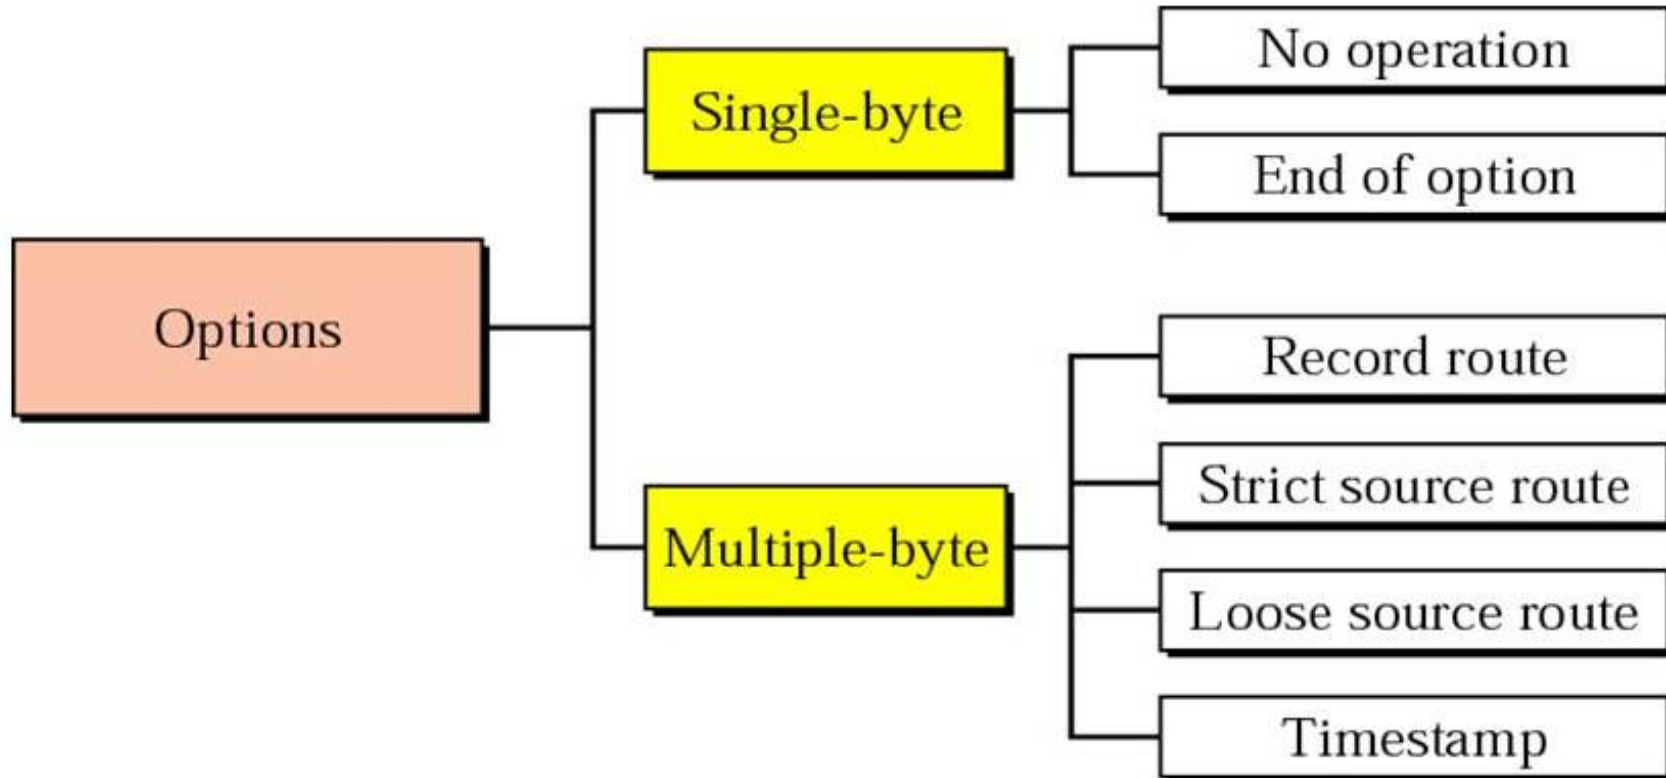 Options
Single-byte
No operation
End of option
Multiple-byte
Record route
Strict source route
Loose source route
Timestamp